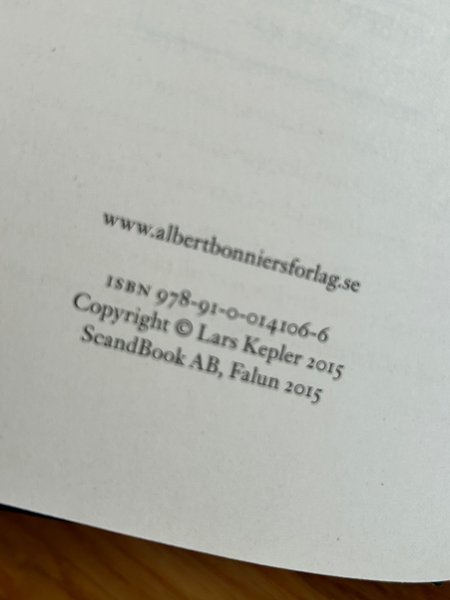 www.albertbonniersforlag.se
ISBN 978-91-0-014106-6
Copyright © Lars Kepler 2015
ScandBook AB, Falun 2015